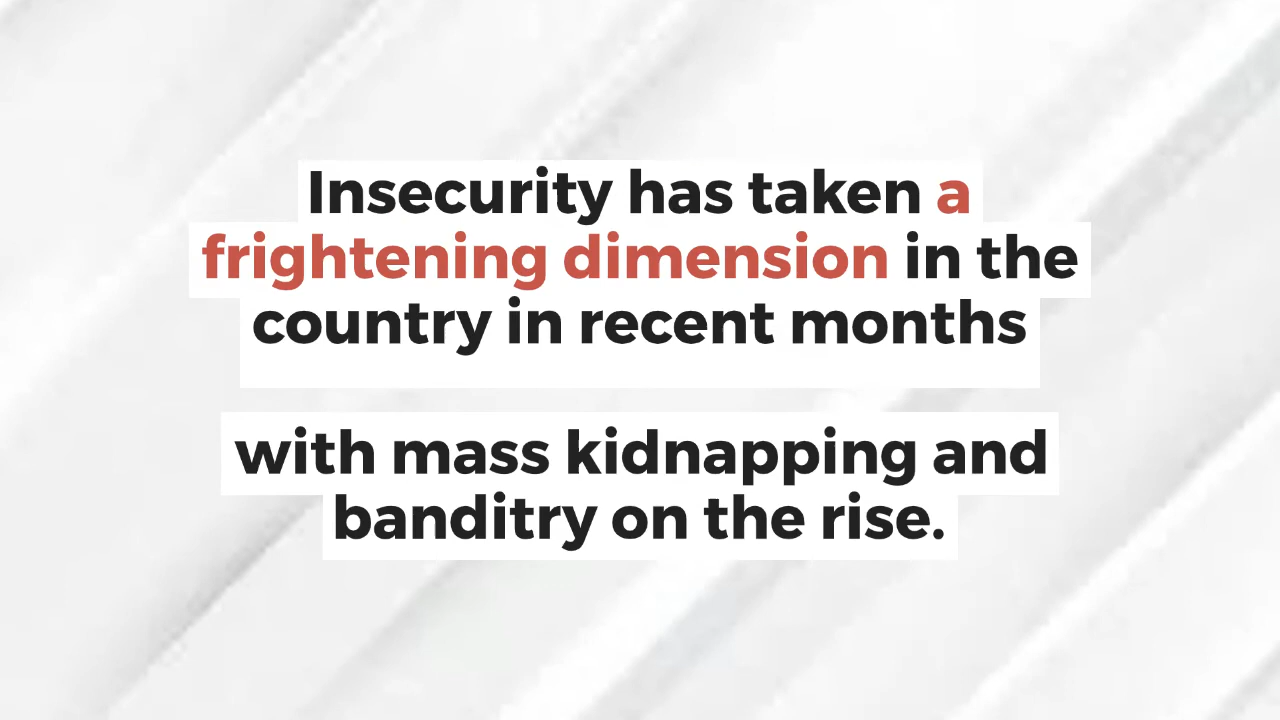 Insecurity has taken a
frightening dimension in the
country in recent months
with mass kidnapping and
banditry on the rise.